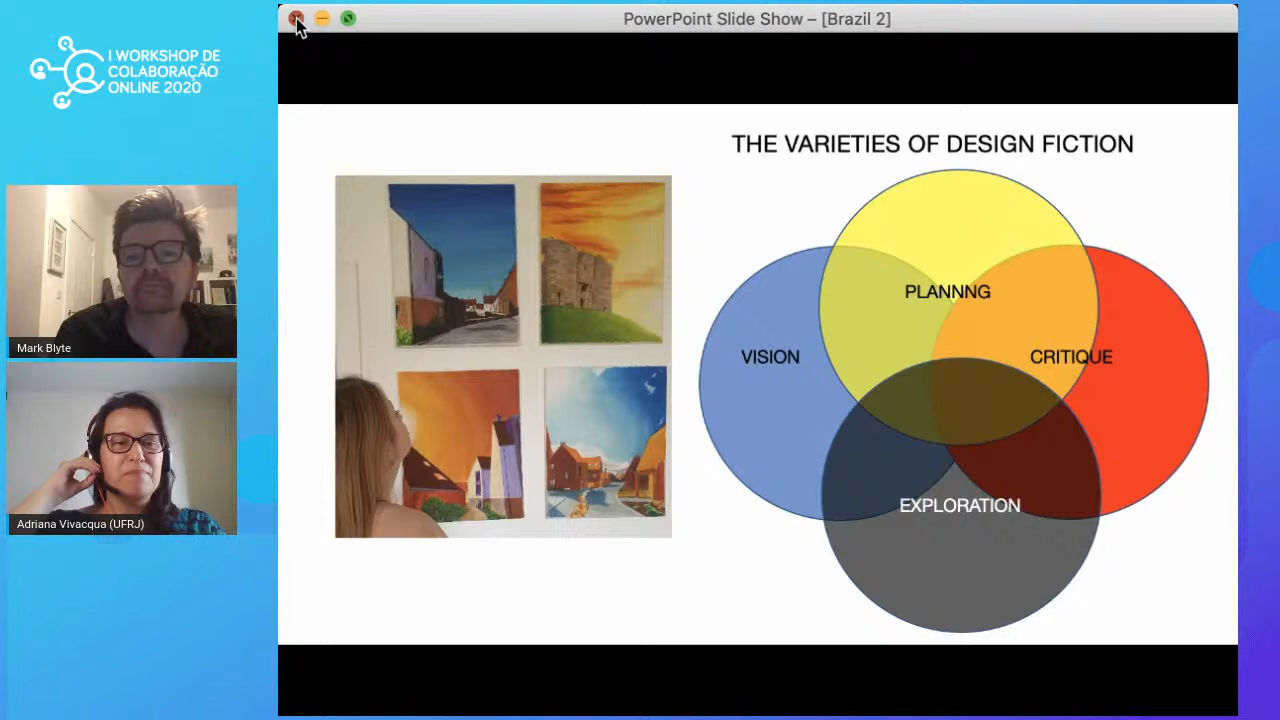 I WORKSHOP DE
COLABORAÇÃO
ONLINE 2020
PowerPoint Slide Show – [Brazil 2]
THE VARIETIES OF DESIGN FICTION
PLANNNG
VISION
CRITIQUE
EXPLORATION
Mark Blyte
Adriana Vivacqua (UFRJ)